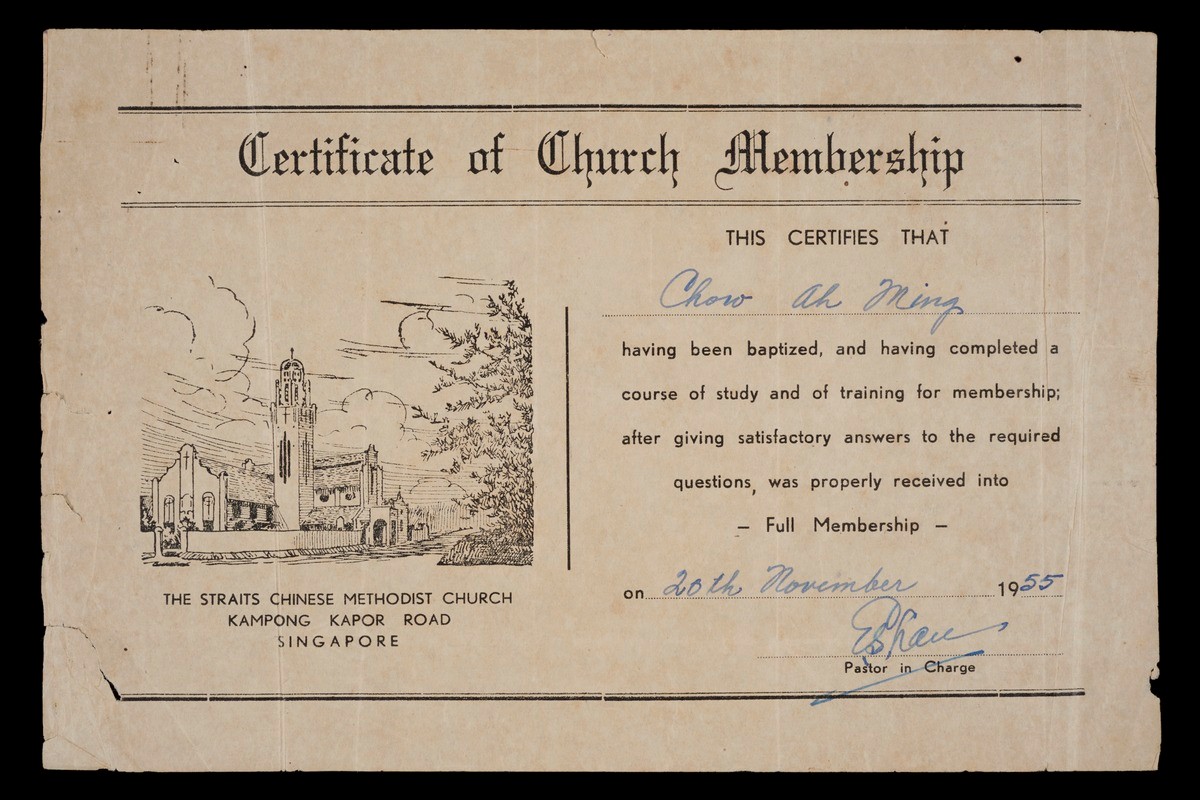 Certificate of Church Membership
THIS CERTIFIES THAT
Chow Ah Ming
having been baptized, and having completed a
course of study and of training for membership;
after giving satisfactory answers to the required
questions, was properly received into
– Full Membership –
on 20th November 1955
Pastor in Charge
THE STRAITS CHINESE METHODIST CHURCH
KAMPONG KAPOR ROAD
SINGAPORE